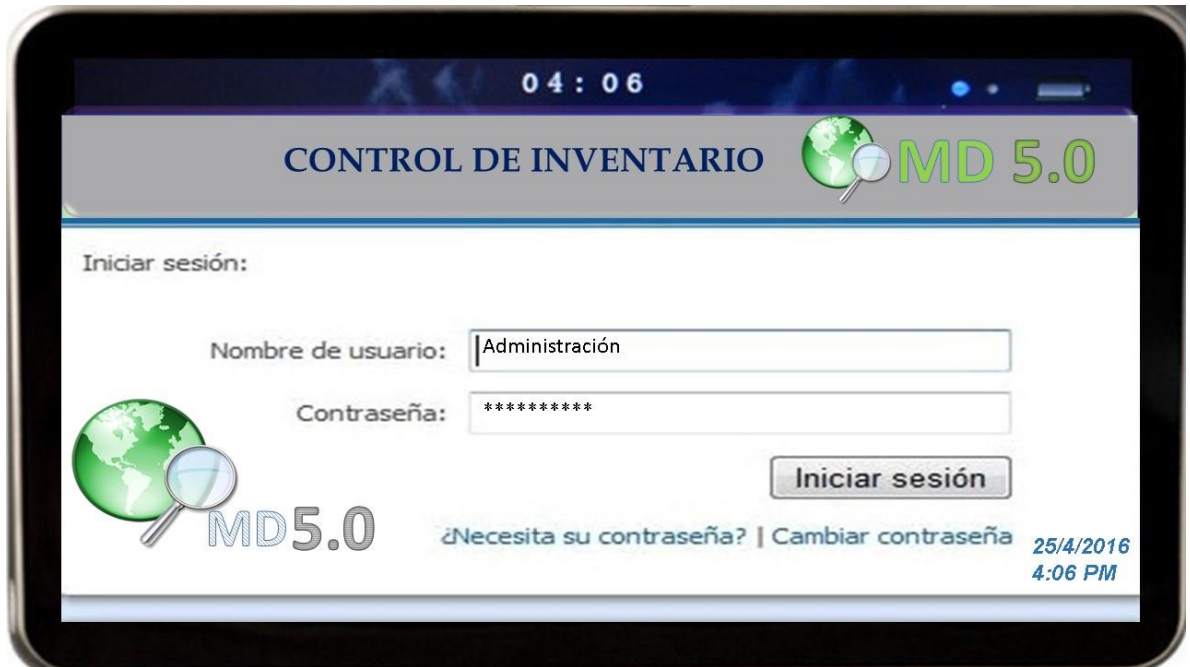 04:06
CONTROL DE INVENTARIO MD 5.0
Iniciar sesión:
Nombre de usuario: Administración
Contraseña: **********
Iniciar sesión
MD5.0
¿Necesita su contraseña? | Cambiar contraseña
25/4/2016
4:06 PM